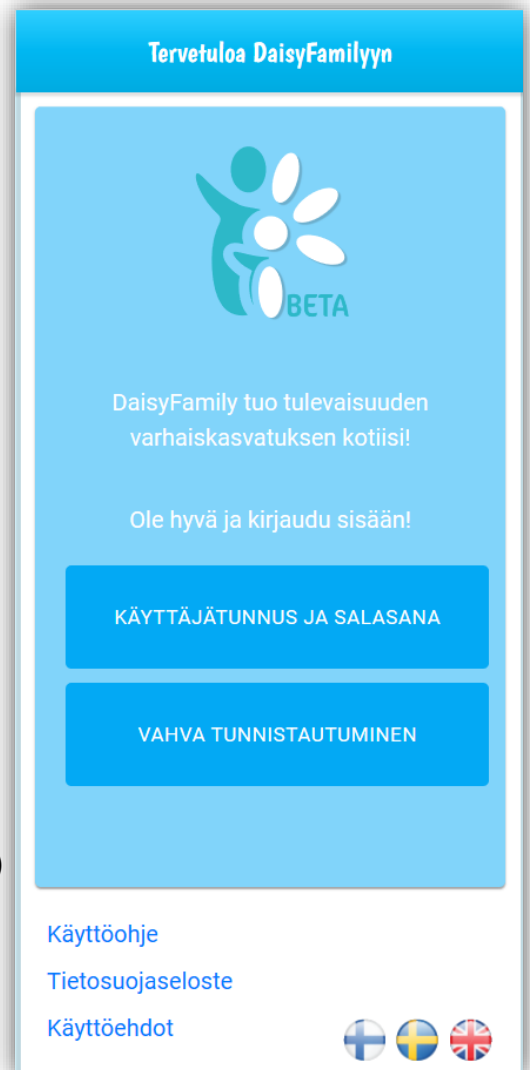 Tervetuloa DaisyFamilyyn
BETA
DaisyFamily tuo tulevaisuuden
varhaiskasvatuksen kotiisi!
Ole hyvä ja kirjaudu sisään!
KÄYTTÄJÄTUNNUS JA SALASANA
VAHVA TUNNISTAUTUMINEN
)
Käyttöohje
Tietosuojaseloste
Käyttöehdot